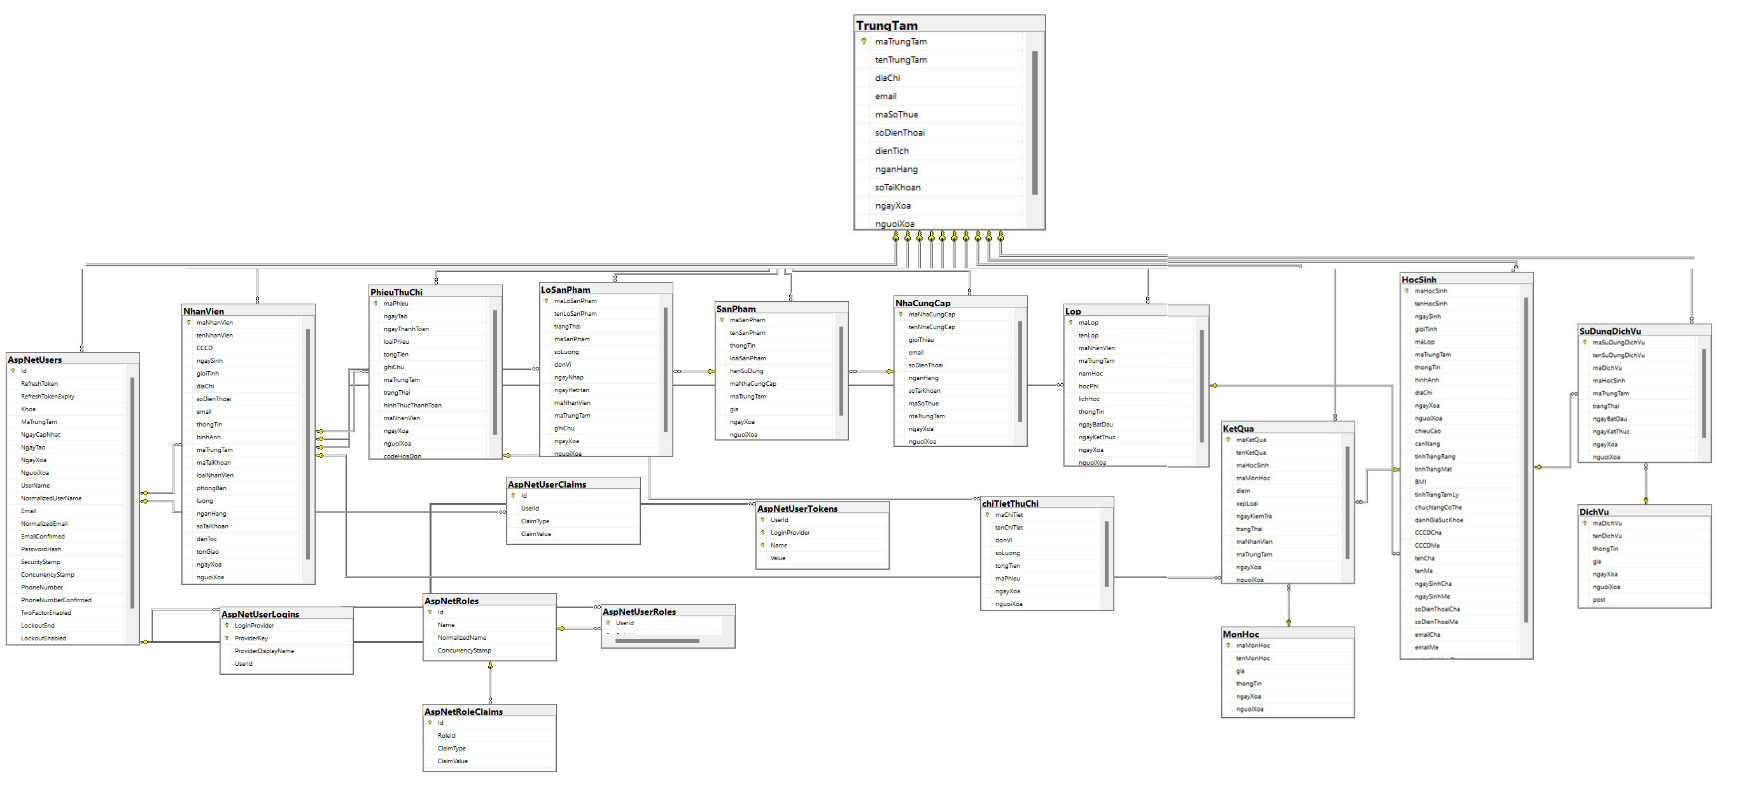 TrungTam
maTrungTam
tenTrungTam
diaChi
email
maSoThue
soDienThoai
dienTich
nganHang
soTaiKhoan
ngayXoa
nguoiXoa
AspNetUsers
Id
RefreshToken
RefreshTokenExpiry
Khoa
MaTrungTam
NgayCapNhat
NgayTao
NgayXoa
NguoiXoa
UserName
NormalizedUserName
Email
NormalizedEmail
EmailConfirmed
PasswordHash
SecurityStamp
ConcurrencyStamp
PhoneNumber
PhoneNumberConfirmed
TwoFactorEnabled
LockoutEnd
LockoutEnabled
NhanVien
maNhanVien
tenNhanVien
CCCD
ngaySinh
gioiTinh
diaChi
soDienThoai
email
thongTin
hinhAnh
maTrungTam
maTaiKhoan
loaiNhanVien
phongBan
luong
nganHang
soTaiKhoan
danToc
tonGiao
ngayXoa
nguoiXoa
PhieuThuChi
maPhieu
ngayTao
ngayThanhToan
loaiPhieu
tongTien
ghiChu
maTrungTam
trangThai
hinhThucThanhToan
maNhanVien
ngayXoa
nguoiXoa
codeHoaDon
LoSanPham
maLoSanPham
tenLoSanPham
trangThai
maSanPham
soLuong
donVi
ngayNhap
ngayHetHan
maNhanVien
maTrungTam
ghiChu
ngayXoa
nguoiXoa
SanPham
maSanPham
tenSanPham
thongTin
loaiSanPham
hanSuDung
maNhaCungCap
maTrungTam
gia
ngayXoa
nguoiXoa
NhaCungCap
maNhaCungCap
tenNhaCungCap
gioiThieu
email
soDienThoai
nganHang
soTaiKhoan
maSoThue
maTrungTam
ngayXoa
nguoiXoa
Lop
maLop
tenLop
maNhanVien
maTrungTam
namHoc
hocPhi
lichHoc
thongTin
ngayBatDau
ngayKetThuc
ngayXoa
nguoiXoa
KetQua
maKetQua
tenKetQua
maHocSinh
maMonHoc
diem
xepLoai
ngayKiemTra
trangThai
maNhanVien
maTrungTam
ngayXoa
nguoiXoa
HocSinh
maHocSinh
tenHocSinh
ngaySinh
gioiTinh
maLop
maTrungTam
thongTin
hinhAnh
diaChi
ngayXoa
nguoiXoa
chieuCao
canNang
tinhTrangRang
tinhTrangMat
BMI
tinhTrangTamLy
chucNangCoThe
danhGiaSucKhoe
CCCDCha
CCCDMe
tenCha
tenMe
ngaySinhCha
ngaySinhMe
soDienThoaiCha
soDienThoaiMe
emailCha
emailMe
SuDungDichVu
maSuDungDichVu
tenSuDungDichVu
maDichVu
maHocSinh
maTrungTam
trangThai
ngayBatDau
ngayKetThuc
ngayXoa
nguoiXoa
DichVu
maDichVu
tenDichVu
thongTin
gia
ngayXoa
nguoiXoa
post
AspNetUserClaims
Id
UserId
ClaimType
ClaimValue
AspNetUserTokens
UserId
LoginProvider
Name
Value
chiTietThuChi
maChiTiet
tenChiTiet
donVi
soLuong
tongTien
maPhieu
ngayXoa
nguoiXoa
AspNetUserLogins
LoginProvider
ProviderKey
ProviderDisplayName
UserId
AspNetRoles
Id
Name
NormalizedName
ConcurrencyStamp
AspNetUserRoles
UserId
MonHoc
maMonHoc
tenMonHoc
gia
thongTin
ngayXoa
nguoiXoa
AspNetRoleClaims
Id
RoleId
ClaimType
ClaimValue